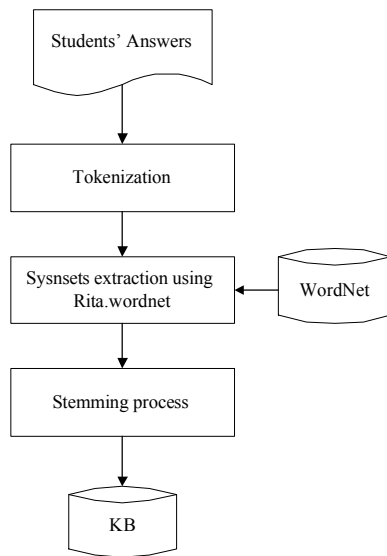 Students’ Answers
Tokenization
Sysnsets extraction using
Rita.wordnet
WordNet
Stemming process
KB